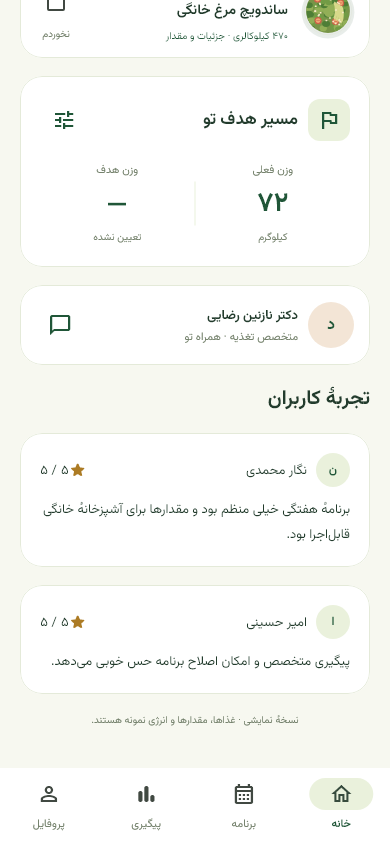 ساندویچ مرغ خانگی
۴۷۰ کیلوکالری · جزئیات و مقدار
نخوردم
مسیر هدف تو
وزن فعلی
وزن هدف
۷۲
—
کیلوگرم
تعیین نشده
د
دکتر نازنین رضایی
متخصص تغذیه · همراه تو
تجربهٔ کاربران
ن
نگار محمدی
۵ / ۵
برنامهٔ هفتگی خیلی منظم بود و مقدارها برای آشپزخانهٔ خانگی
قابل‌اجرا بود.
ا
امیر حسینی
۵ / ۵
پیگیری متخصص و امکان اصلاح برنامه حس خوبی می‌دهد.
نسخهٔ نمایشی · غذاها، مقدارها و انرژی نمونه هستند.
خانه
برنامه
پیگیری
پروفایل